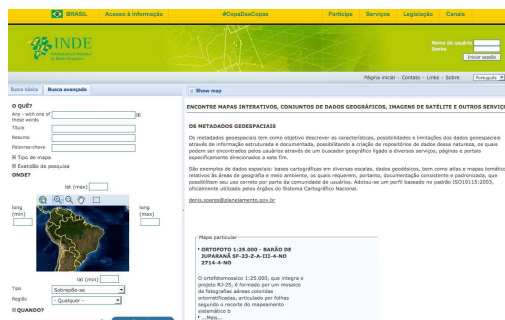 BRASIL Acesso à informação #CopaDasCopas Participe Serviços Legislação Canais
INDE
Infraestrutura Nacional
de Dados Espaciais
Nome de usuário
Senha
Iniciar sessão
Página inicial - Contato - Links - Sobre Português
Busca básica Busca avançada
Show map
O QUÊ?
Any - with one of
these words
Título
Resumo
Palavras-chave
Tipo de mapa
Exatidão de pesquisa
ONDE?
lat (max)
long
(min)
long
(max)
lat (min)
Tipo Sobrepõe-se
Região - Qualquer -
QUANDO?
ENCONTRE MAPAS INTERATIVOS, CONJUNTOS DE DADOS GEOGRÁFICOS, IMAGENS DE SATÉLITE E OUTROS SERVIÇ
OS METADADOS GEOESPACIAIS
Os metadados geoespaciais tem como objetivo descrever as características, possibilidades e limitações dos dados geoespaciais
através de informação estruturada e documentada, possibilitando a criação de repositórios de dados dessa natureza, os quais
podem ser encontrados pelos usuários através de um buscador geográfico ligado a diversos serviços, páginas e portais
especificamente direcionados a este fim.
São exemplos de dados espaciais: bases cartográficas em diversas escalas, dados geodésicos, bem como atlas e mapas temáticos
relativos às áreas de geografia e meio ambiente, os quais requerem, portanto, documentação consistente e padronizada, que
possibilitem seu uso correto por parte da comunidade de usuários. Adotou-se um perfil baseado no padrão ISO19115:2003,
oficialmente utilizado pelos órgãos do Sistema Cartográfico Nacional.
denis.soares@planejamento.gov.br
Mapa particular
ORTOFOTO 1:25.000 - BARÃO DE
JUPARANÃ SF-23-Z-A-III-4-NO
2714-4-NO
O ortofotomosaico 1:25.000, que integra o
projeto RJ-25, é formado por um mosaico
de fotografias aéreas coloridas
ortorretificadas, articulado por folhas
segundo o recorte do mapeamento
sistemático b
...Mais...